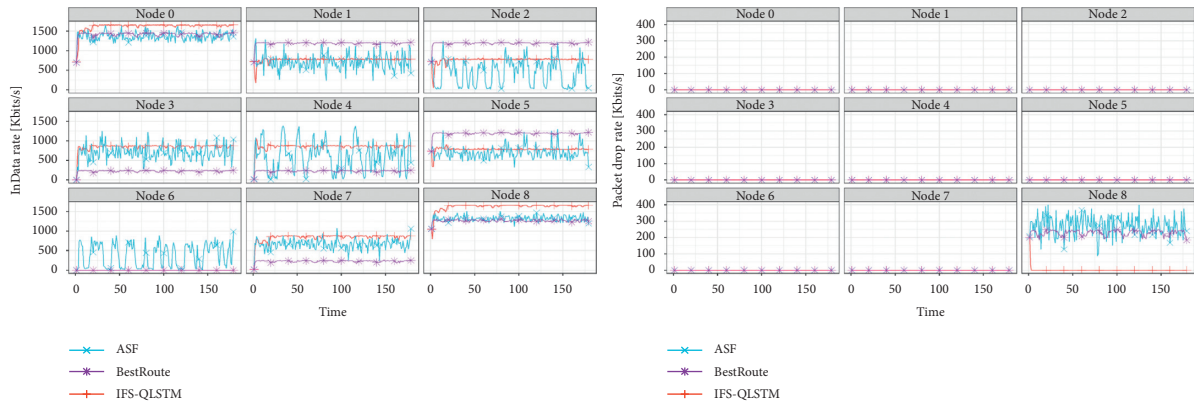 Node 0 Node 1 Node 2
1500
1000
500
0
Node 3 Node 4 Node 5
1500
1000
500
0
Node 6 Node 7 Node 8
1500
1000
500
0
0 50 100 150 0 50 100 150 0 50 100 150
InData rate [Kbits/s]
Time
ASF
BestRoute
IFS-QLSTM
Node 0 Node 1 Node 2
400
300
200
100
0
Node 3 Node 4 Node 5
400
300
200
100
0
Node 6 Node 7 Node 8
400
300
200
100
0
0 50 100 150 0 50 100 150 0 50 100 150
Packet drop rate [Kbits/s]
Time
ASF
BestRoute
IFS-QLSTM